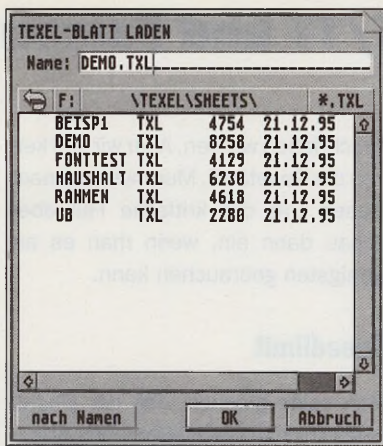 TEXEL-BLATT LADEN
Name: DEMO.TXL
F: \TEXEL\SHEETS\ *.TXL
BEISP1 TXL 4754 21.12.95
DEMO TXL 8258 21.12.95
FONTTEST TXL 4129 21.12.95
HAUSHALT TXL 6238 21.12.95
RAHMEN TXL 4618 21.12.95
UB TXL 2288 21.12.95
nach Namen OK Abbruch